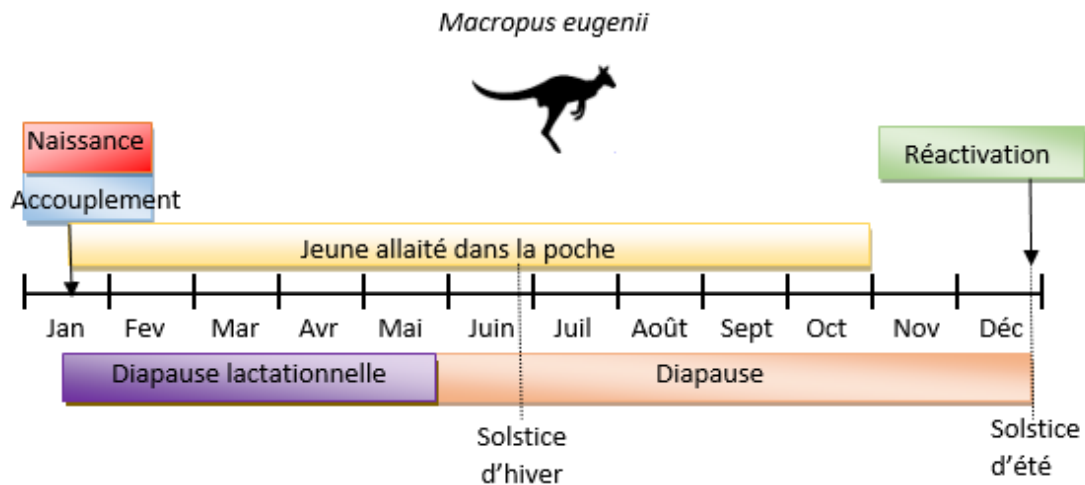 Macropus eugenii
Naissance
Accouplement
Réactivation
Jeune allaité dans la poche
Jan Fev Mar Avr Mai Juin Juil Août Sept Oct Nov Déc
Diapause lactationnelle
Diapause
Solstice
d'hiver
Solstice
d'été